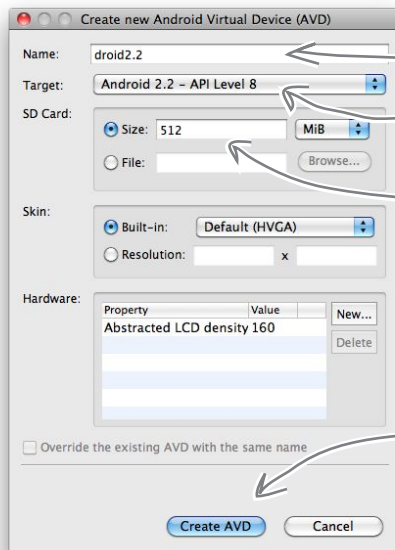 Create new Android Virtual Device (AVD)
Name: droid2.2
Target: Android 2.2 – API Level 8
SD Card:
Size: 512 MiB
File: Browse...
Skin:
Built-in: Default (HVGA)
Resolution: x
Hardware:
Property Value New...
Abstracted LCD density 160
Delete
Override the existing AVD with the same name
Create AVD Cancel